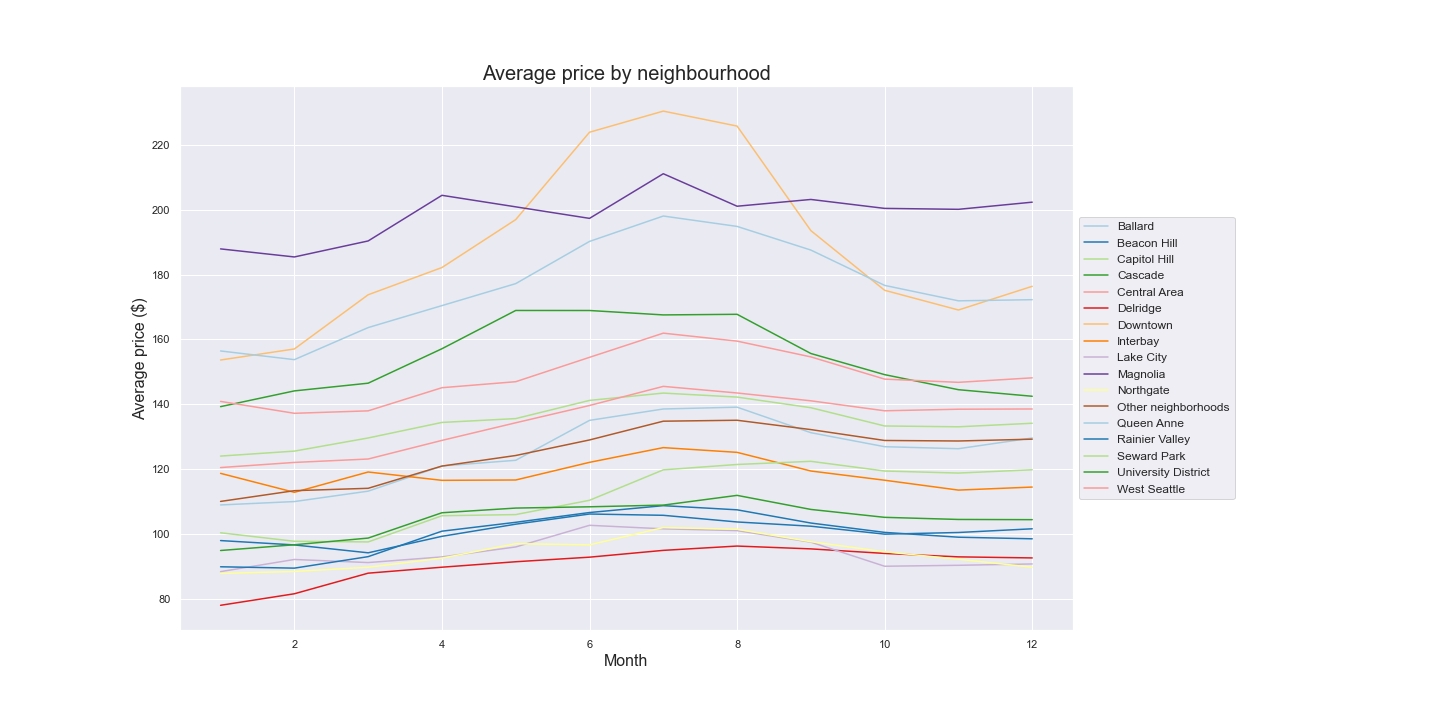 Average price by neighbourhood
Average price ($)
220
200
180
160
140
120
100
80
2
4
6
8
10
12
Month
Ballard
Beacon Hill
Capitol Hill
Cascade
Central Area
Delridge
Downtown
Interbay
Lake City
Magnolia
Northgate
Other neighborhoods
Queen Anne
Rainier Valley
Seward Park
University District
West Seattle